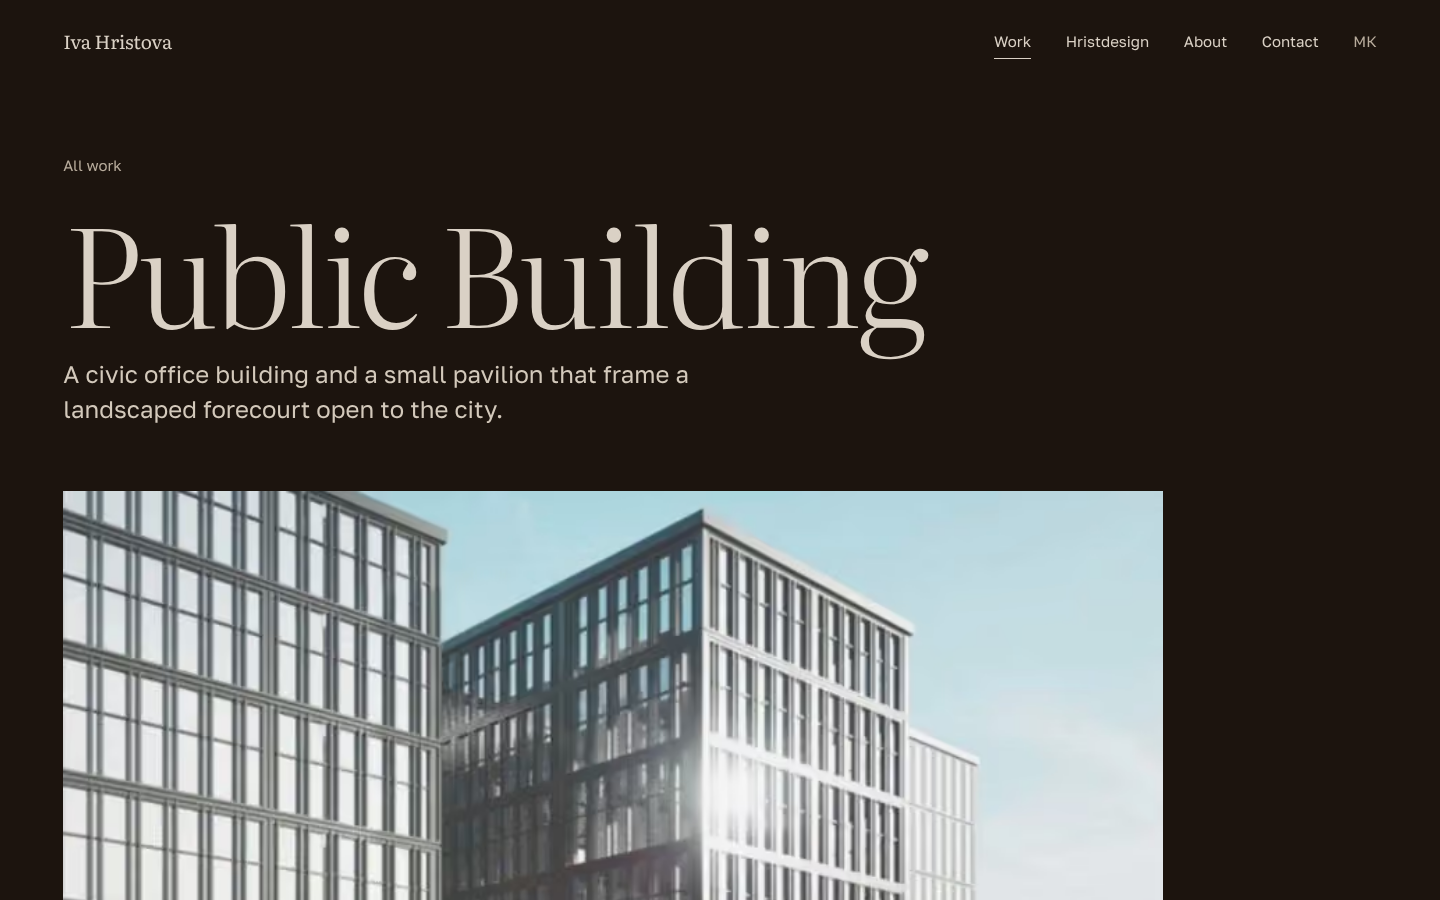 Iva Hristova
Work
Hristdesign
About
Contact
MK
All work
Public Building
A civic office building and a small pavilion that frame a
landscaped forecourt open to the city.